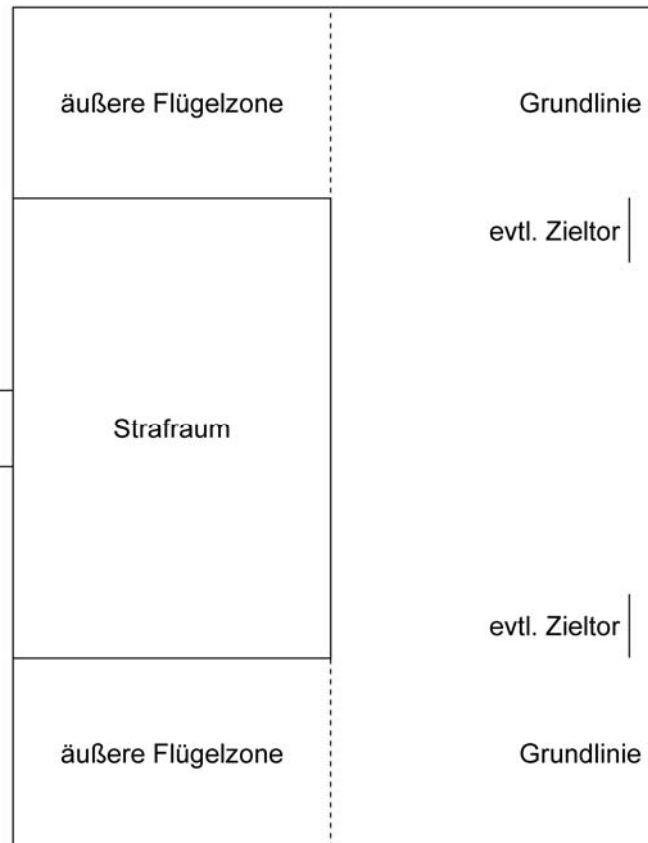 äußere Flügelzone
Grundlinie
evtl. Zieltor
Strafraum
evtl. Zieltor
äußere Flügelzone
Grundlinie